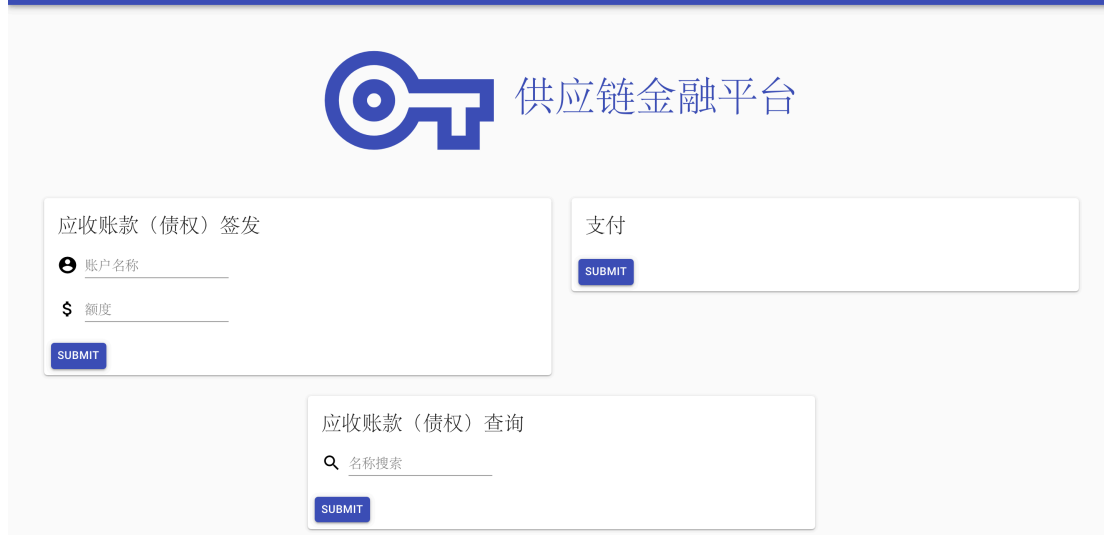 供应链金融平台
应收账款（债权）签发
账户名称
额度
SUBMIT
支付
SUBMIT
应收账款（债权）查询
名称搜索
SUBMIT